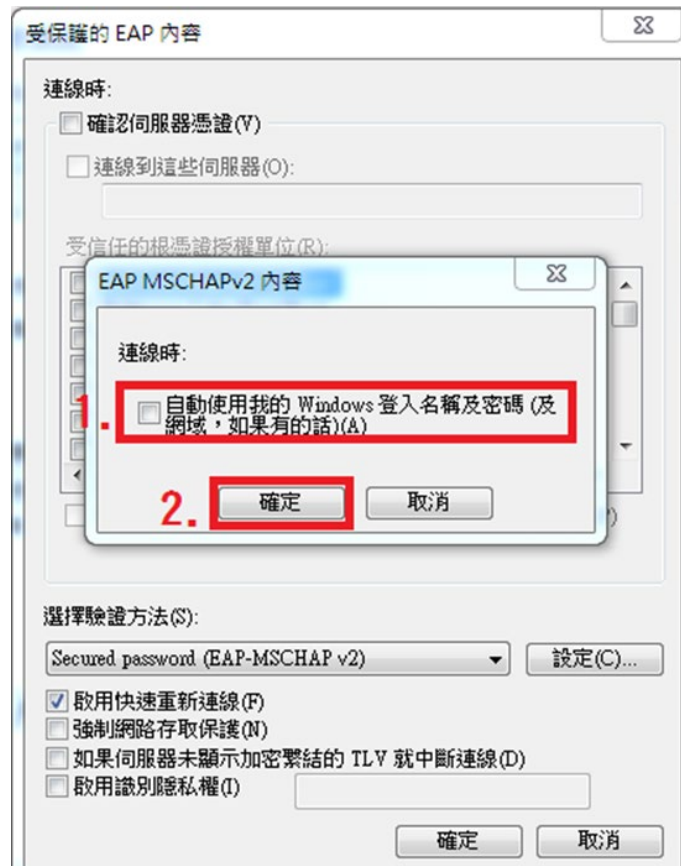 受保護的 EAP 內容
連線時:
確認伺服器憑證(V)
連線到這些伺服器(O):
受信任的根憑證授權單位(R):
EAP MSCHAPv2 內容
連線時:
1.
自動使用我的 Windows 登入名稱及密碼 (及
網域，如果有的話)(A)
2.
確定
取消
選擇驗證方法(S):
Secured password (EAP-MSCHAP v2)
設定(C)...
啟用快速重新連線(F)
強制網路存取保護(N)
如果伺服器未顯示加密繫結的 TLV 就中斷連線(D)
啟用識別隱私權(I)
確定
取消